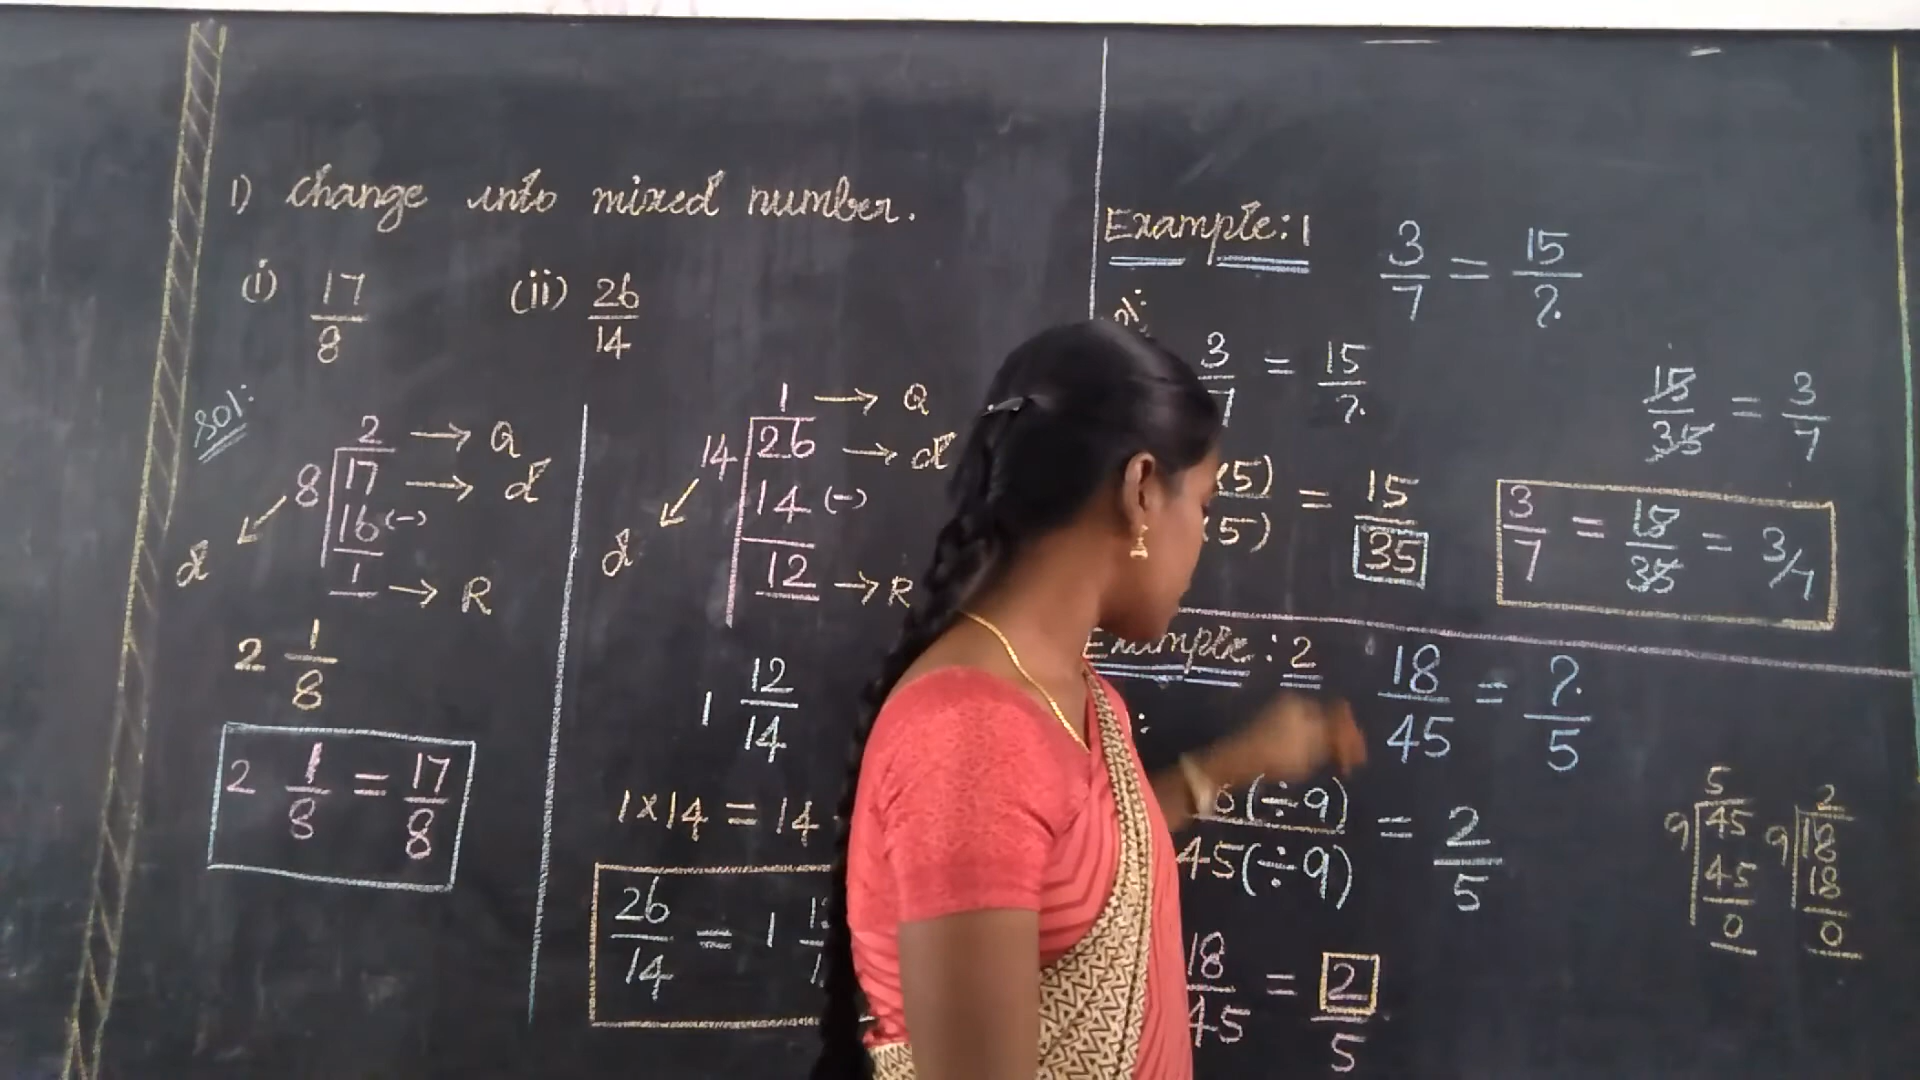 1) change into mixed number.
(i) 17/8 (ii) 26/14
Sol:
2 → Q
8 17 → d
16 (-)
d
1 → R
2 1/8
2 1/8 = 17/8
1 → Q
14 26 → d
14 (-)
d
12 → R
1 12/14
1 × 14 = 14
26/14 = 1
Example: 1 3/7 = 15/?
3/7 = 15/?
(5)/(5) = 15/35
15/35 = 3/7
3/7 = 15/35 = 3/7
Example: 2 18/45 = ?/5
(÷9)/45(÷9) = 2/5
18/45 = 2/5
5
9 45
45
0
2
9 18
18
0